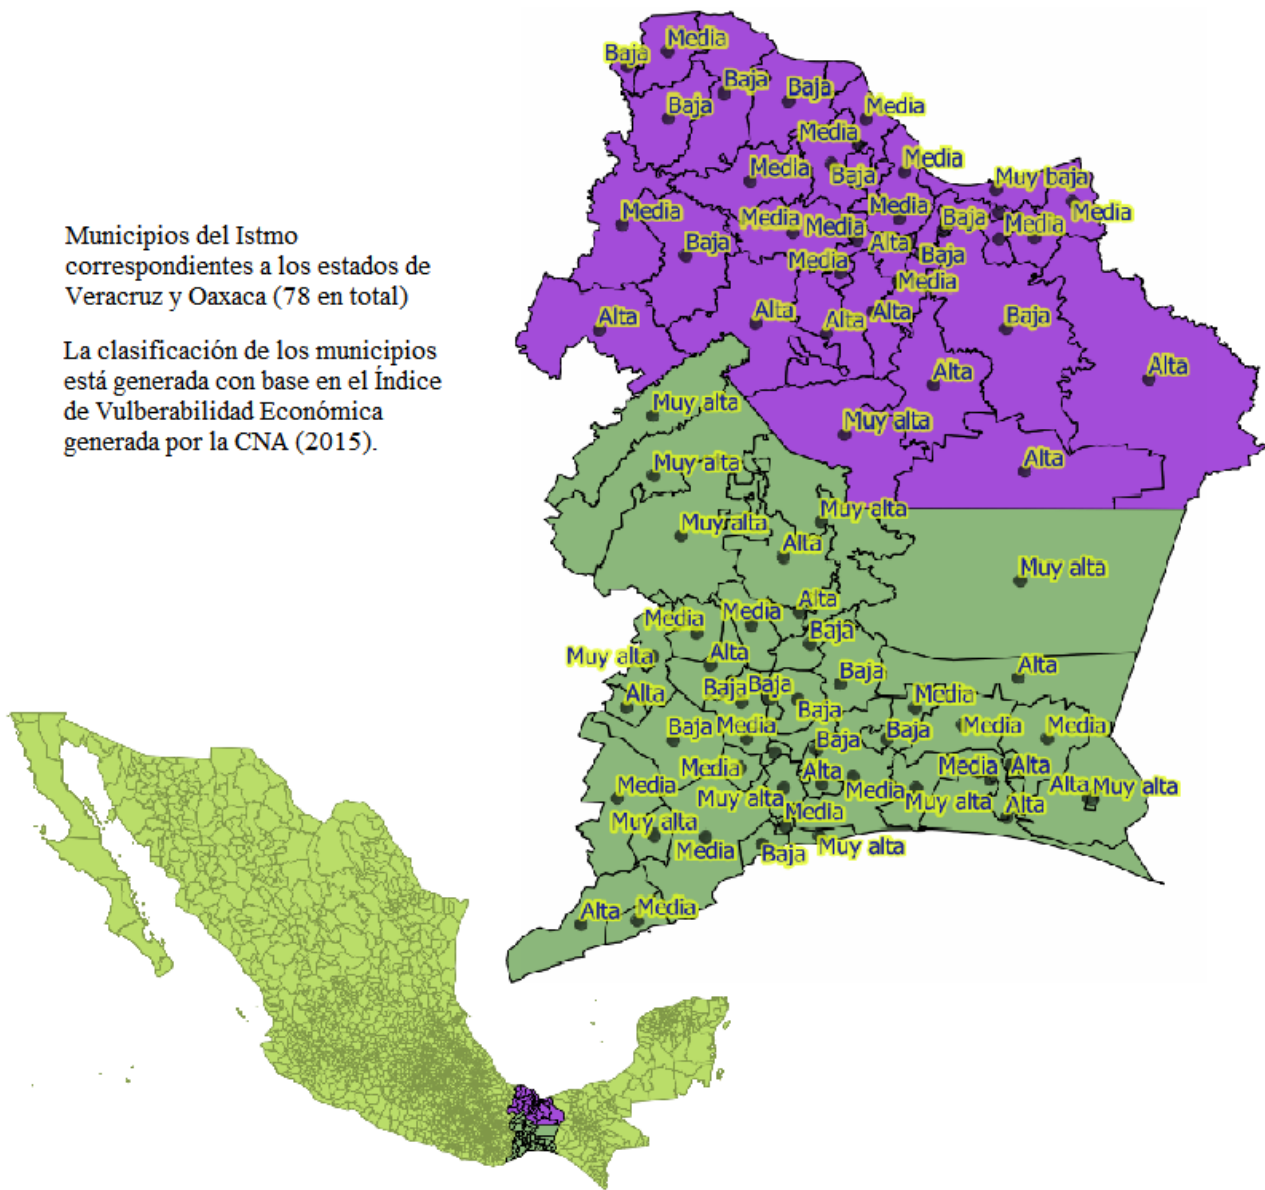 Municipios del Istmo
correspondientes a los estados de
Veracruz y Oaxaca (78 en total)
La clasificación de los municipios
está generada con base en el Índice
de Vulberabilidad Económica
generada por la CNA (2015).
Media
Baja
Baja
Baja
Baja
Media
Media
Media
Media
Baja
Muy baja
Media
Media
Media
Media
Media
Baja
Media
Baja
Alta
Baja
Media
Media
Alta
Alta
Alta
Alta
Baja
Alta
Alta
Muy alta
Muy alta
Alta
Muy alta
Muy alta
Muy alta
Alta
Muy alta
Alta
Media
Media
Baja
Muy alta
Alta
Alta
Baja
Alta
Baja
Baja
Media
Baja
Baja
Media
Baja
Baja
Media
Media
Media
Alta
Media
Alta
Media
Alta
Muy alta
Muy alta
Media
Muy alta
Alta
Media
Muy alta
Media
Baja
Muy alta
Alta
Media